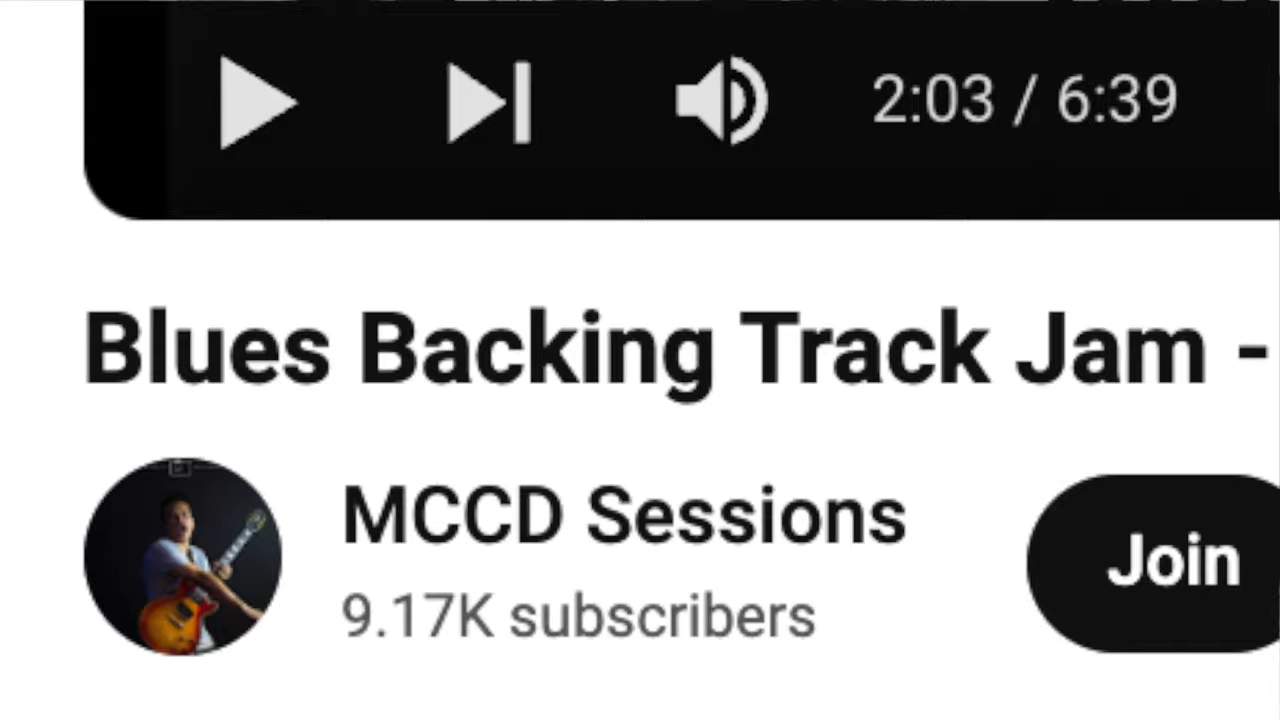 2:03 / 6:39
Blues Backing Track Jam -
MCCD Sessions
9.17K subscribers
Join